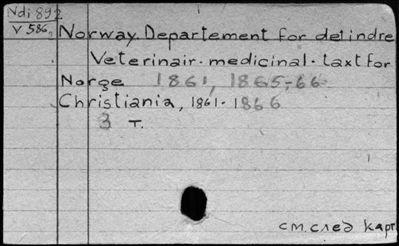 Ndi 892
V 586
Norway. Departement for det indre
Veterinair-medicinal-taxt for
Norge 1861, 1865-66
Christiania, 1861-1866
3 т.
см.след карт